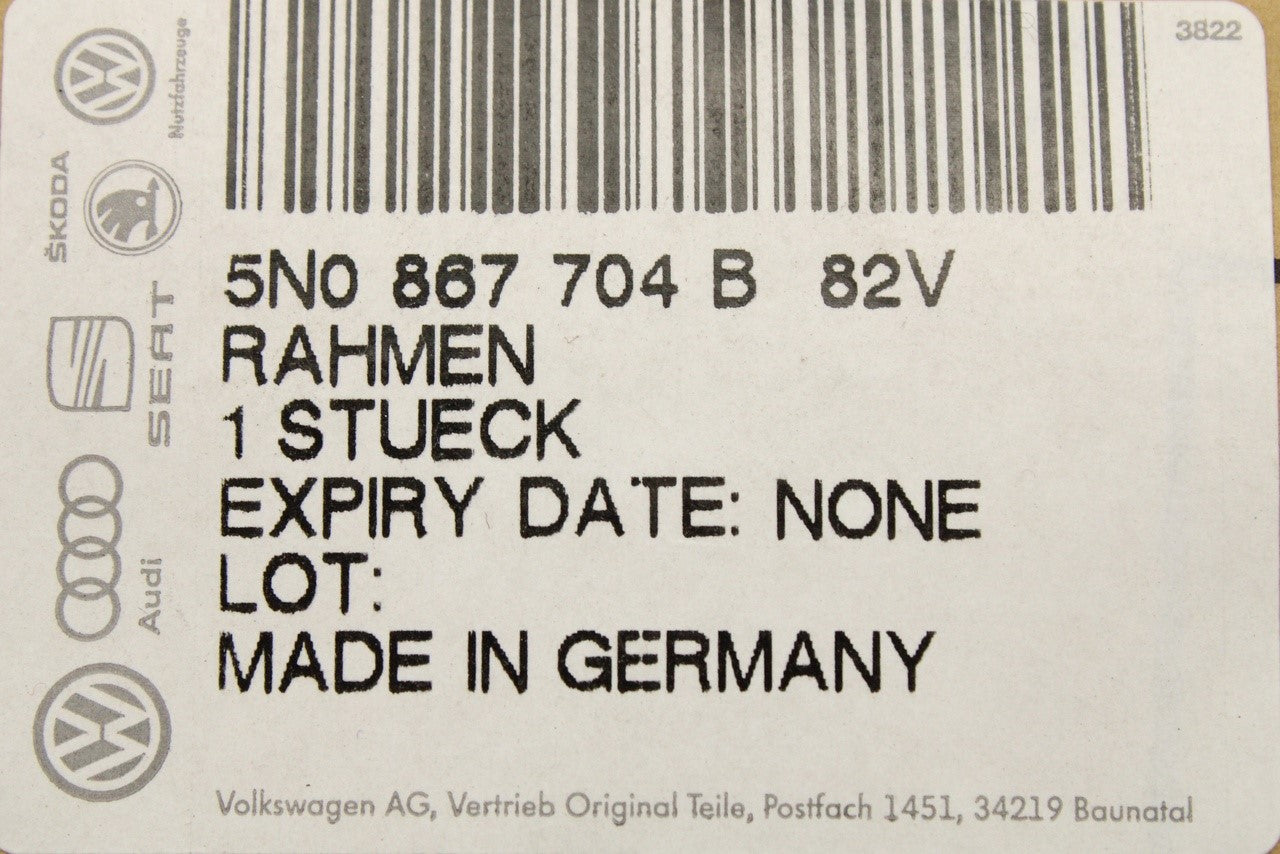 3822
Nutzfahrzeuge
ŠKODA
SEAT
Audi
5N0 867 704 B 82V
RAHMEN
1 STUECK
EXPIRY DATE: NONE
LOT:
MADE IN GERMANY
Volkswagen AG, Vertrieb Original Teile, Postfach 1451, 34219 Baunatal